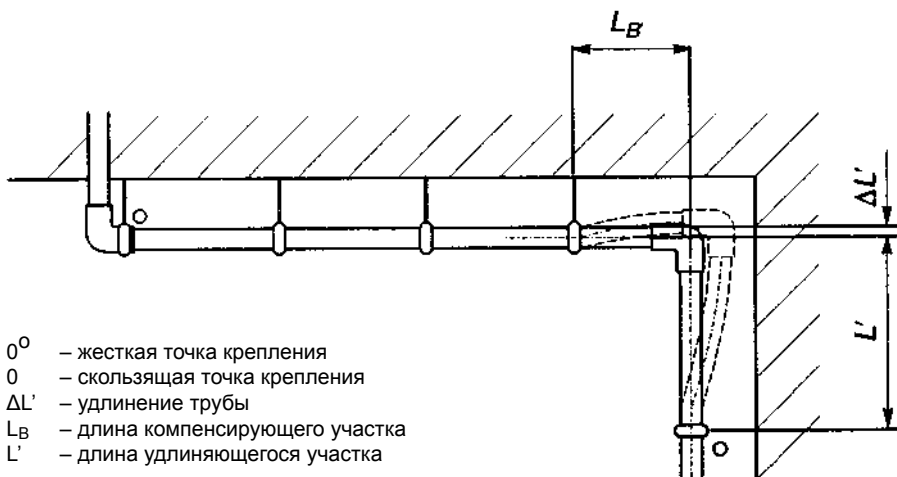 L_B
ΔL'
O
L'
0° – жесткая точка крепления
0 – скользящая точка крепления
ΔL' – удлинение трубы
L_B – длина компенсирующего участка
L' – длина удлиняющегося участка
O